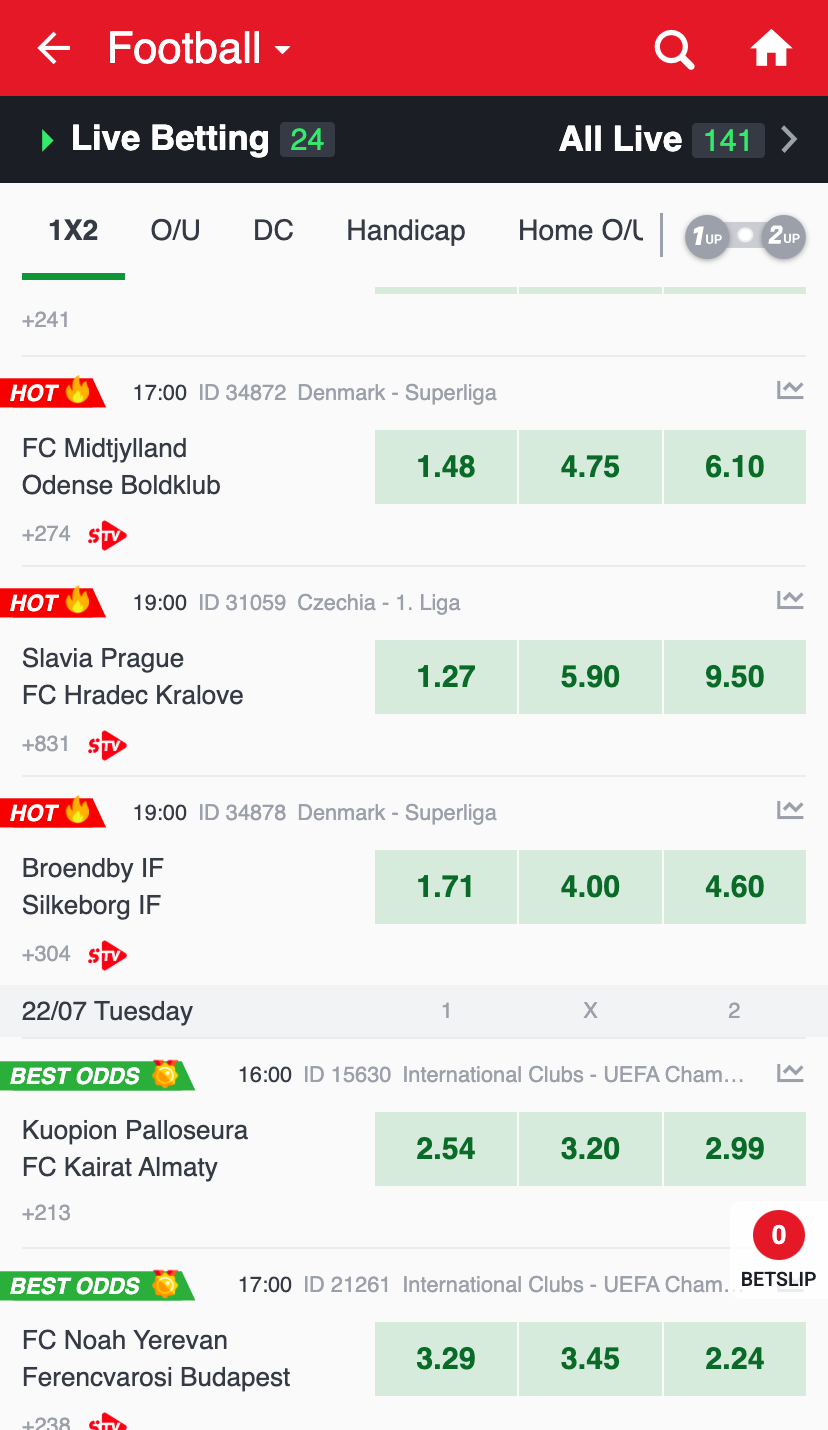 Football
Live Betting 24 All Live 141
1X2 O/U DC Handicap Home O/U 1UP 2UP
+241
HOT 17:00 ID 34872 Denmark - Superliga
FC Midtjylland
Odense Boldklub
1.48 4.75 6.10
+274 STV
HOT 19:00 ID 31059 Czechia - 1. Liga
Slavia Prague
FC Hradec Kralove
1.27 5.90 9.50
+831 STV
HOT 19:00 ID 34878 Denmark - Superliga
Broendby IF
Silkeborg IF
1.71 4.00 4.60
+304 STV
22/07 Tuesday 1 X 2
BEST ODDS 16:00 ID 15630 International Clubs - UEFA Cham...
Kuopion Palloseura
FC Kairat Almaty
2.54 3.20 2.99
+213
0
BETSLIP
BEST ODDS 17:00 ID 21261 International Clubs - UEFA Cham...
FC Noah Yerevan
Ferencvarosi Budapest
3.29 3.45 2.24
+238 STV